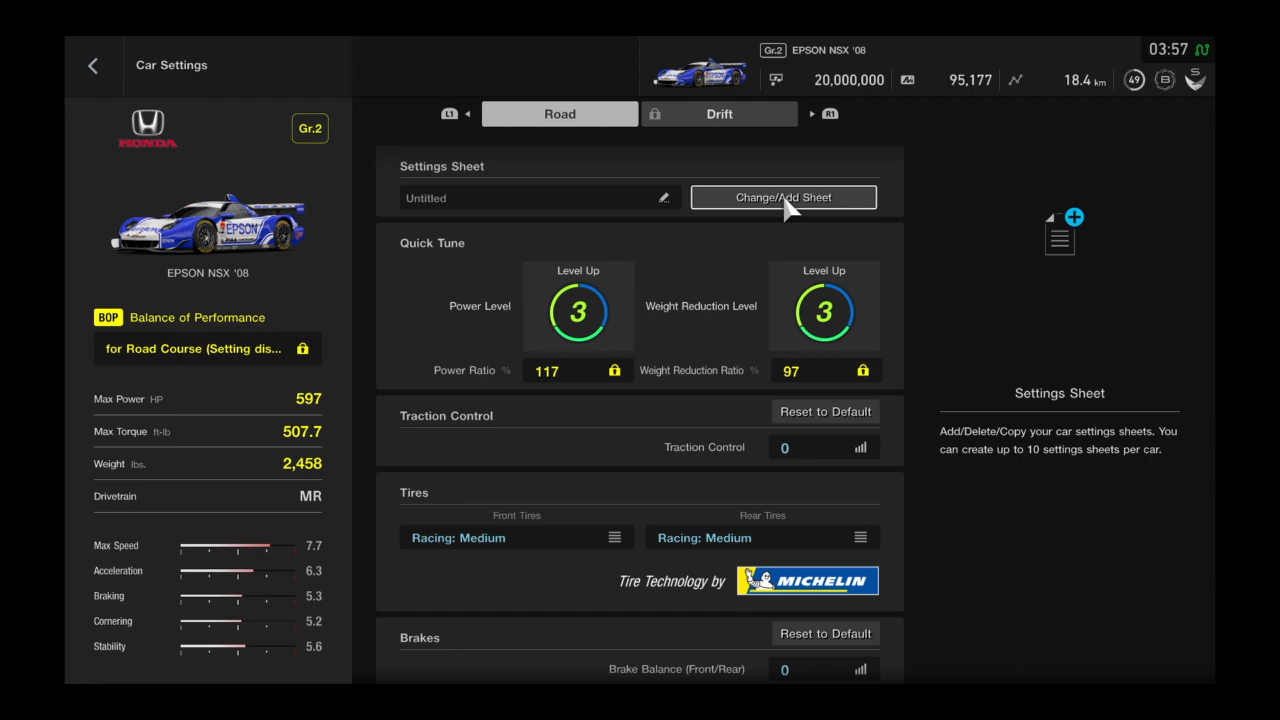 Car Settings
Gr.2 EPSON NSX '08
03:57
20,000,000 95,177 18.4 km 49 B S
HONDA
Gr.2
EPSON
EPSON NSX '08
BOP Balance of Performance
for Road Course (Setting dis...
Max Power HP 597
Max Torque ft-lb 507.7
Weight lbs. 2,458
Drivetrain MR
Max Speed 7.7
Acceleration 6.3
Braking 5.3
Cornering 5.2
Stability 5.6
L1 Road Drift R1
Settings Sheet
Untitled Change/Add Sheet
Quick Tune
Level Up Level Up
Power Level 3 Weight Reduction Level 3
Power Ratio % 117 Weight Reduction Ratio % 97
Traction Control Reset to Default
Traction Control 0
Tires
Front Tires Rear Tires
Racing: Medium Racing: Medium
Tire Technology by MICHELIN
Brakes Reset to Default
Brake Balance (Front/Rear) 0
Settings Sheet
Add/Delete/Copy your car settings sheets. You
can create up to 10 settings sheets per car.